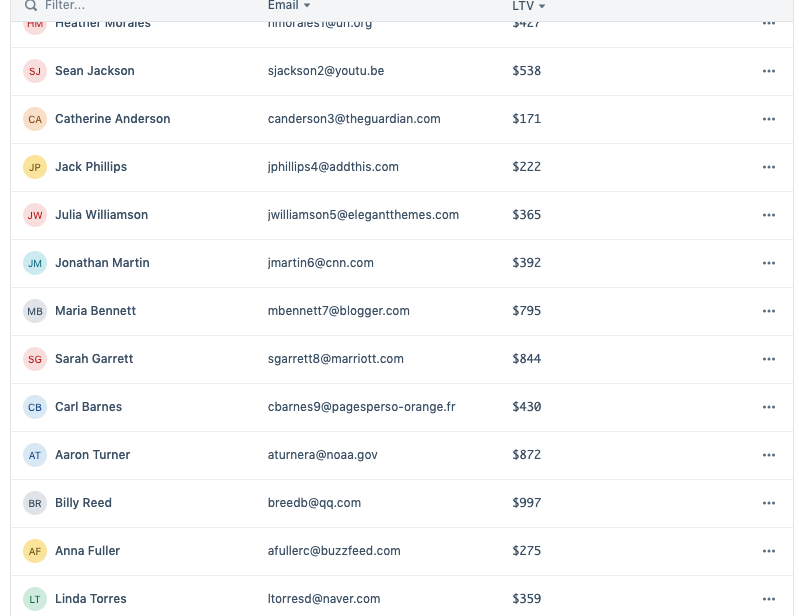 Filter... Email LTV
HM Heather Morales hmorales1@un.org $427
SJ Sean Jackson sjackson2@youtu.be $538
CA Catherine Anderson canderson3@theguardian.com $171
JP Jack Phillips jphillips4@addthis.com $222
JW Julia Williamson jwilliamson5@elegantthemes.com $365
JM Jonathan Martin jmartin6@cnn.com $392
MB Maria Bennett mbennett7@blogger.com $795
SG Sarah Garrett sgarrett8@marriott.com $844
CB Carl Barnes cbarnes9@pagesperso-orange.fr $430
AT Aaron Turner aturnera@noaa.gov $872
BR Billy Reed breedb@qq.com $997
AF Anna Fuller afullerc@buzzfeed.com $275
LT Linda Torres ltorresd@naver.com $359